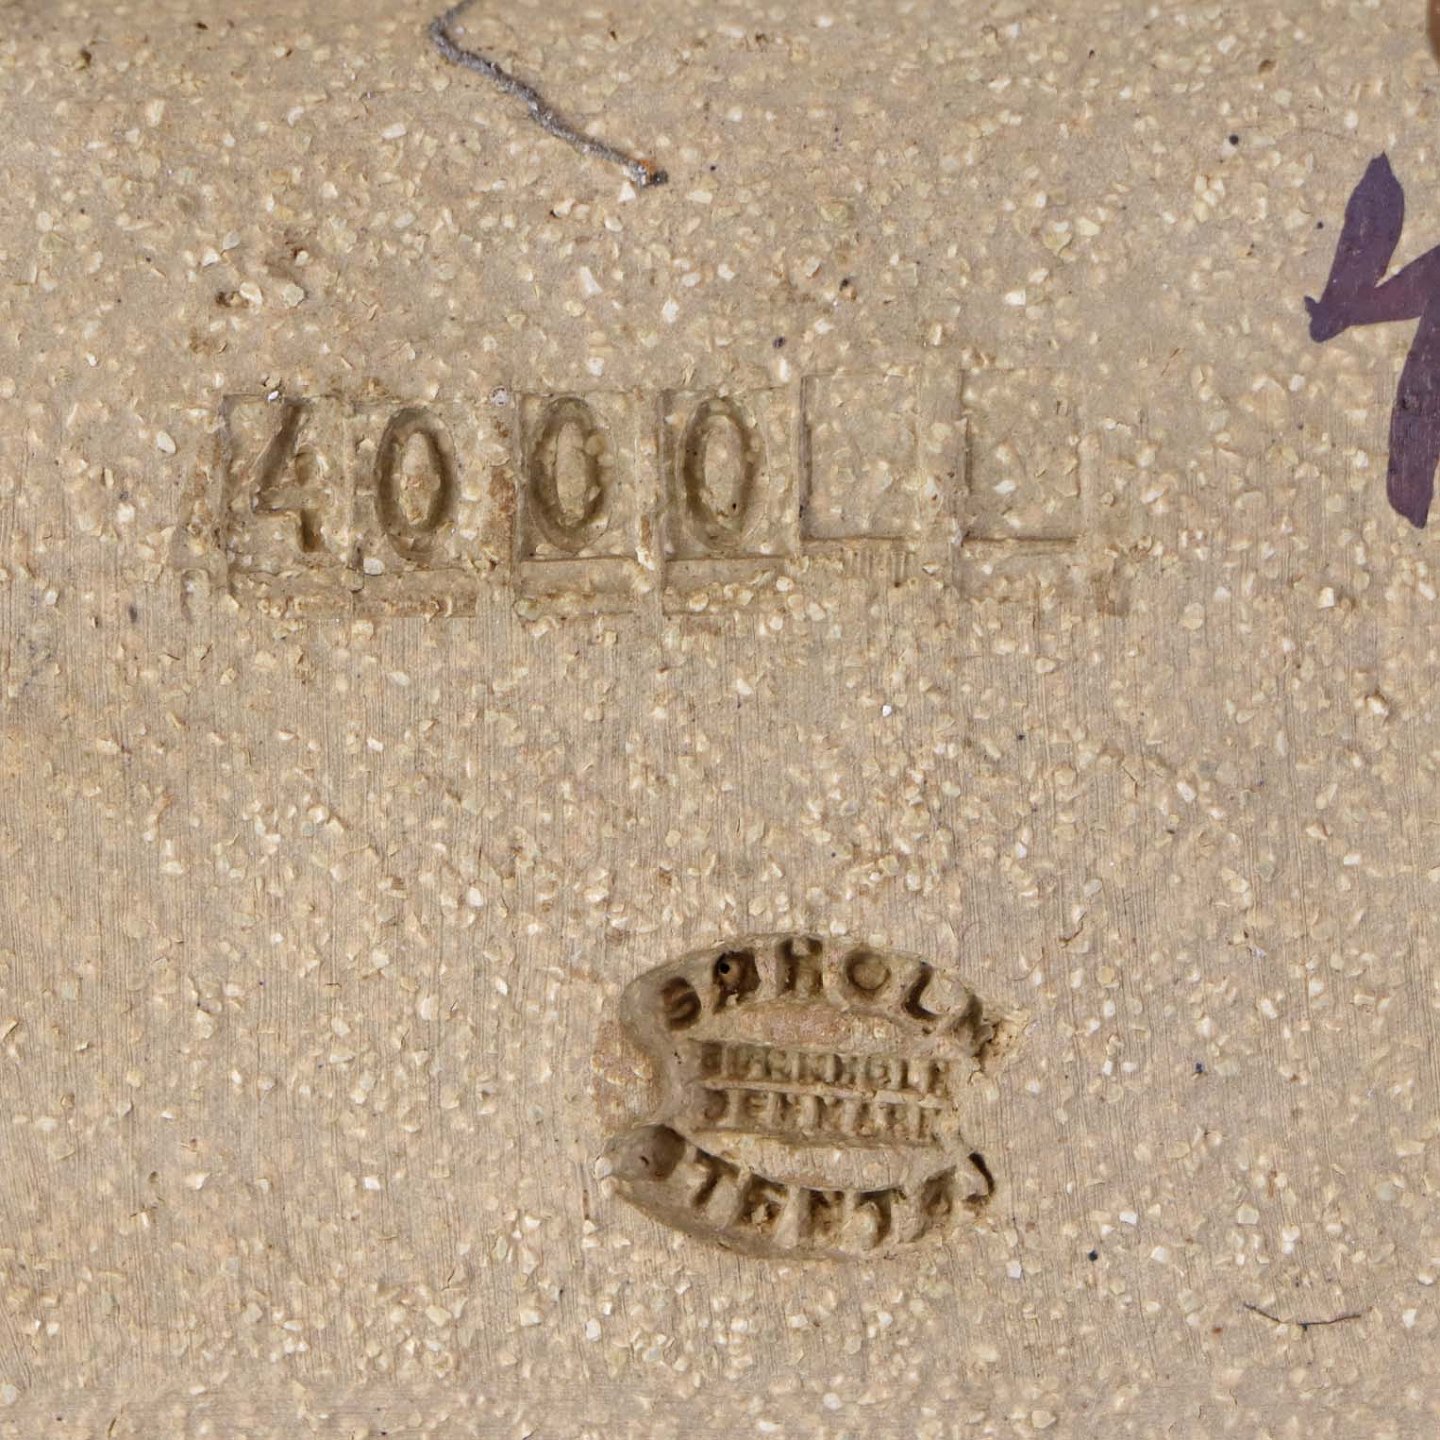 4000
SØHOLM
BORNHOLM
DENMARK
STENTØJ